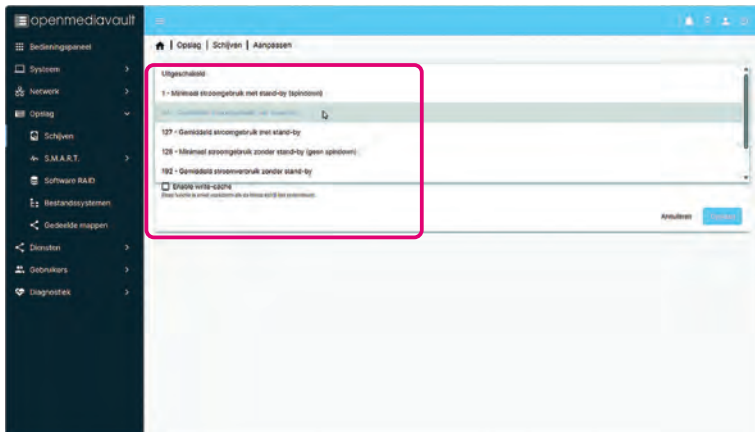 openmediavault
Bedieningspaneel
Systeem
Netwerk
Opslag
Schijven
S.M.A.R.T.
Software RAID
Bestandssystemen
Gedeelde mappen
Diensten
Gebruikers
Diagnostiek
Opslag | Schijven | Aanpassen
Uitgeschakeld
1 - Minimaal stroomgebruik met stand-by (spindown)
127 - Gemiddeld stroomgebruik met stand-by
128 - Minimaal stroomgebruik zonder stand-by (geen spindown)
192 - Gemiddeld stroomverbruik zonder stand-by
Enable write-cache
Annuleren